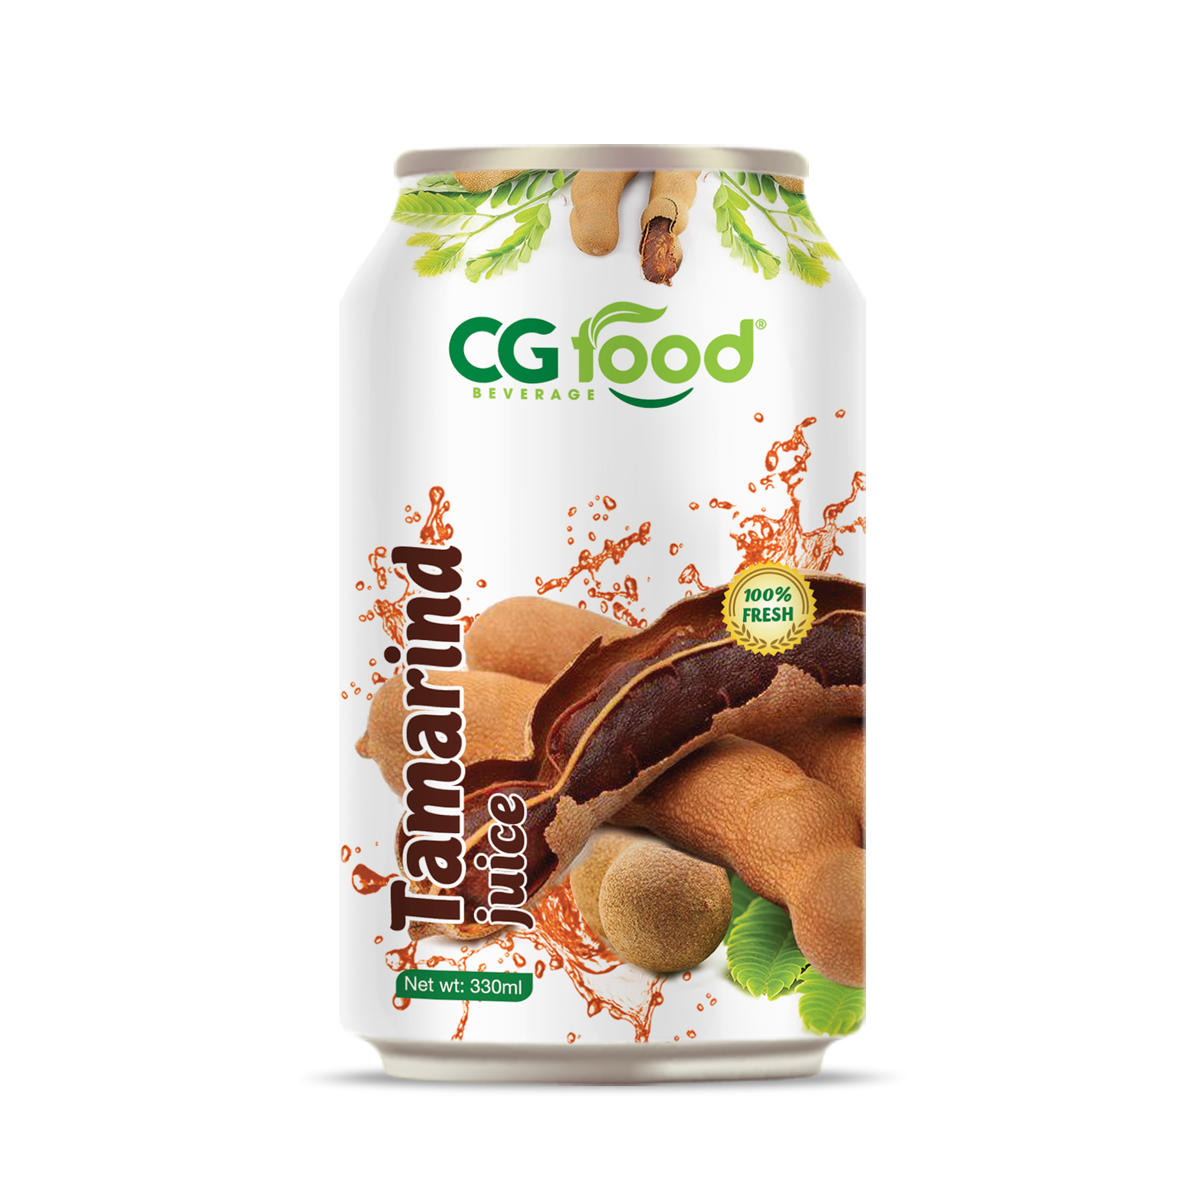 CG food®
BEVERAGE
100%
FRESH
Tamarind
juice
Net wt: 330ml